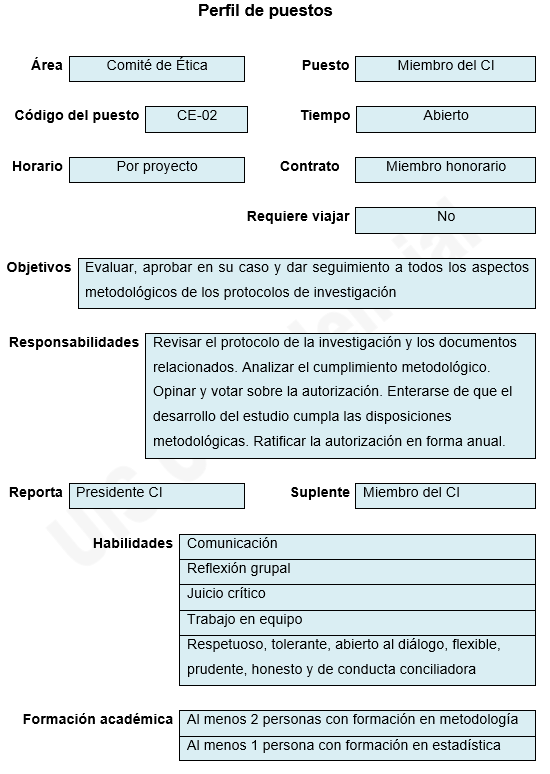 Perfil de puestos
Área Comité de Ética Puesto Miembro del CI
Código del puesto CE-02 Tiempo Abierto
Horario Por proyecto Contrato Miembro honorario
Requiere viajar No
Objetivos Evaluar, aprobar en su caso y dar seguimiento a todos los aspectos
metodológicos de los protocolos de investigación
Responsabilidades Revisar el protocolo de la investigación y los documentos
relacionados. Analizar el cumplimiento metodológico.
Opinar y votar sobre la autorización. Enterarse de que el
desarrollo del estudio cumpla las disposiciones
metodológicas. Ratificar la autorización en forma anual.
Reporta Presidente CI Suplente Miembro del CI
Habilidades Comunicación
Reflexión grupal
Juicio crítico
Trabajo en equipo
Respetuoso, tolerante, abierto al diálogo, flexible,
prudente, honesto y de conducta conciliadora
Formación académica Al menos 2 personas con formación en metodología
Al menos 1 persona con formación en estadística